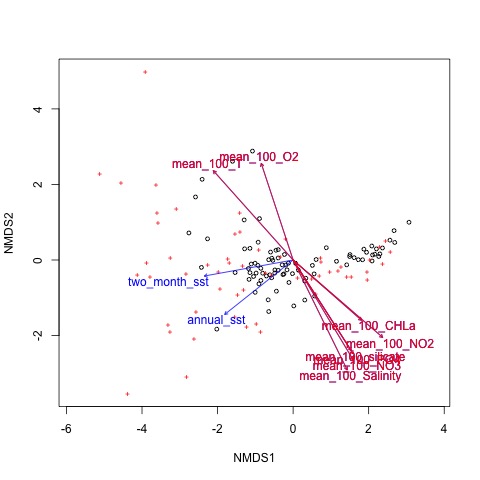 4
2
0
-2
NMDS2
mean_100_O2
mean_100_T
two_month_sst
annual_sst
mean_100_CHLa
mean_100_NO2
mean_100_silicate
mean_100_NO3
mean_100_Salinity
-6
-4
-2
0
2
4
NMDS1